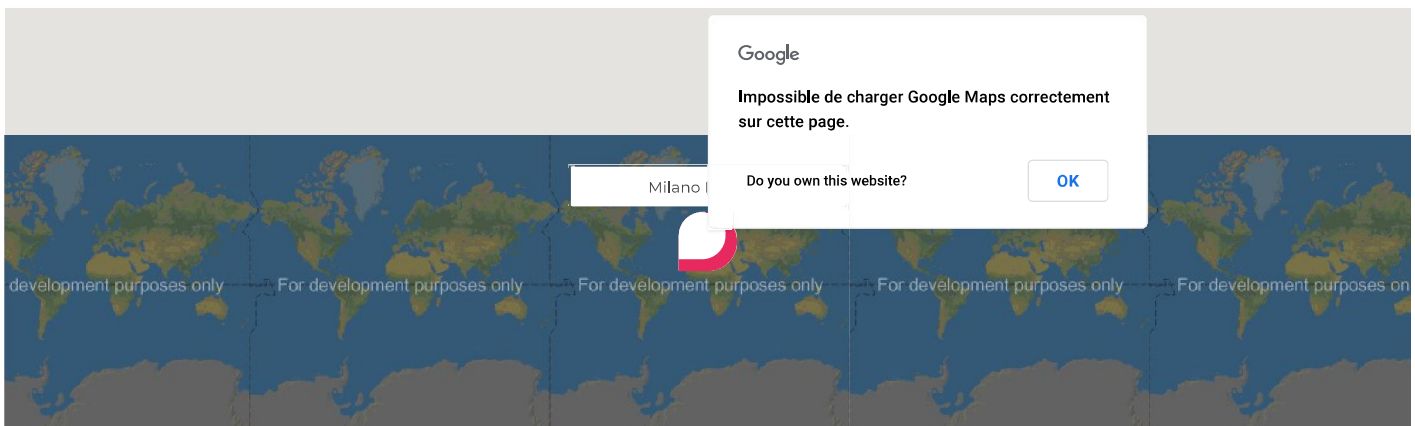 Google
Impossible de charger Google Maps correctement
sur cette page.
Do you own this website?
OK
Milano
development purposes only
For development purposes only
For development purposes only
For development purposes only
For development purposes on